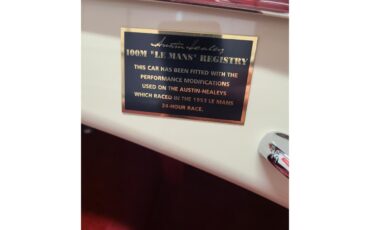 Austin-Healey
100M "LE MANS" REGISTRY
THIS CAR HAS BEEN FITTED WITH THE
PERFORMANCE MODIFICATIONS
USED ON THE AUSTIN-HEALEYS
WHICH RACED IN THE 1953 LE MANS
24-HOUR RACE.